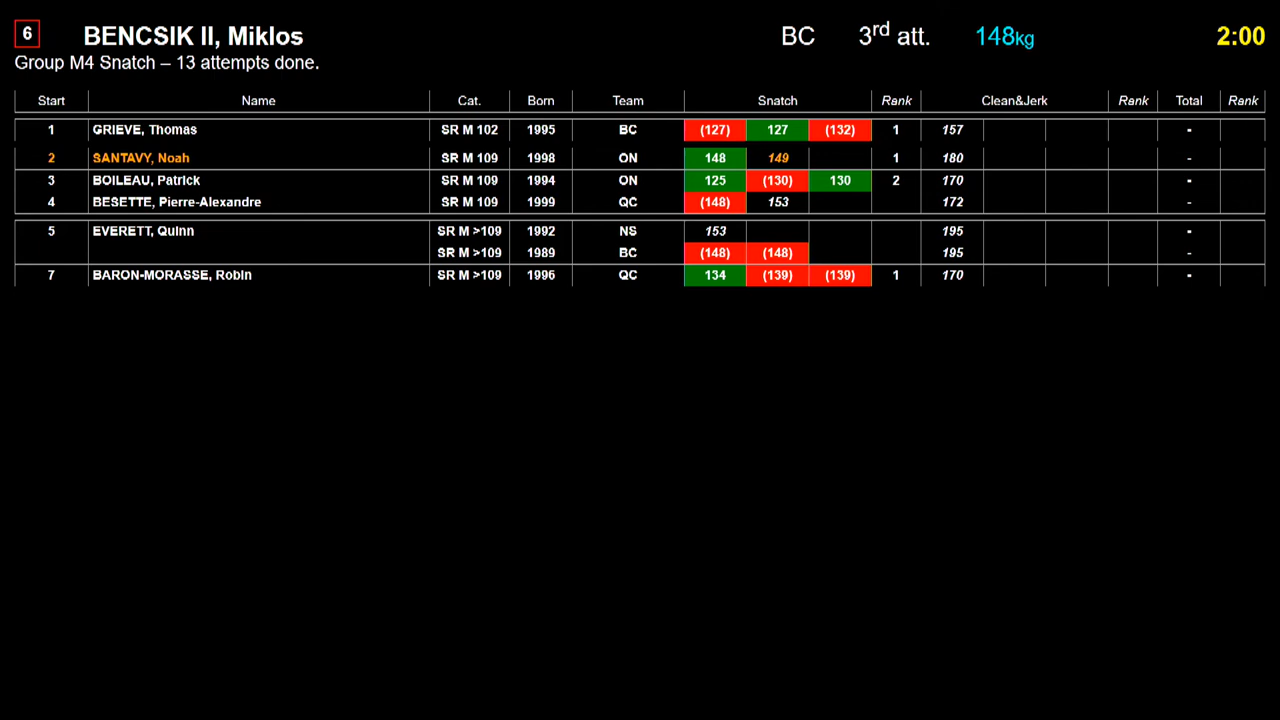 6 BENCSIK II, Miklos BC 3rd att. 148kg 2:00
Group M4 Snatch – 13 attempts done.
Start Name Cat. Born Team Snatch Rank Clean&Jerk Rank Total Rank
1 GRIEVE, Thomas SR M 102 1995 BC (127) 127 (132) 1 157 -
2 SANTAVY, Noah SR M 109 1998 ON 148 149 1 180 -
3 BOILEAU, Patrick SR M 109 1994 ON 125 (130) 130 2 170 -
4 BESETTE, Pierre-Alexandre SR M 109 1999 QC (148) 153 172 -
5 EVERETT, Quinn SR M >109 1992 NS 153 195 -
SR M >109 1989 BC (148) (148) 195 -
7 BARON-MORASSE, Robin SR M >109 1996 QC 134 (139) (139) 1 170 -